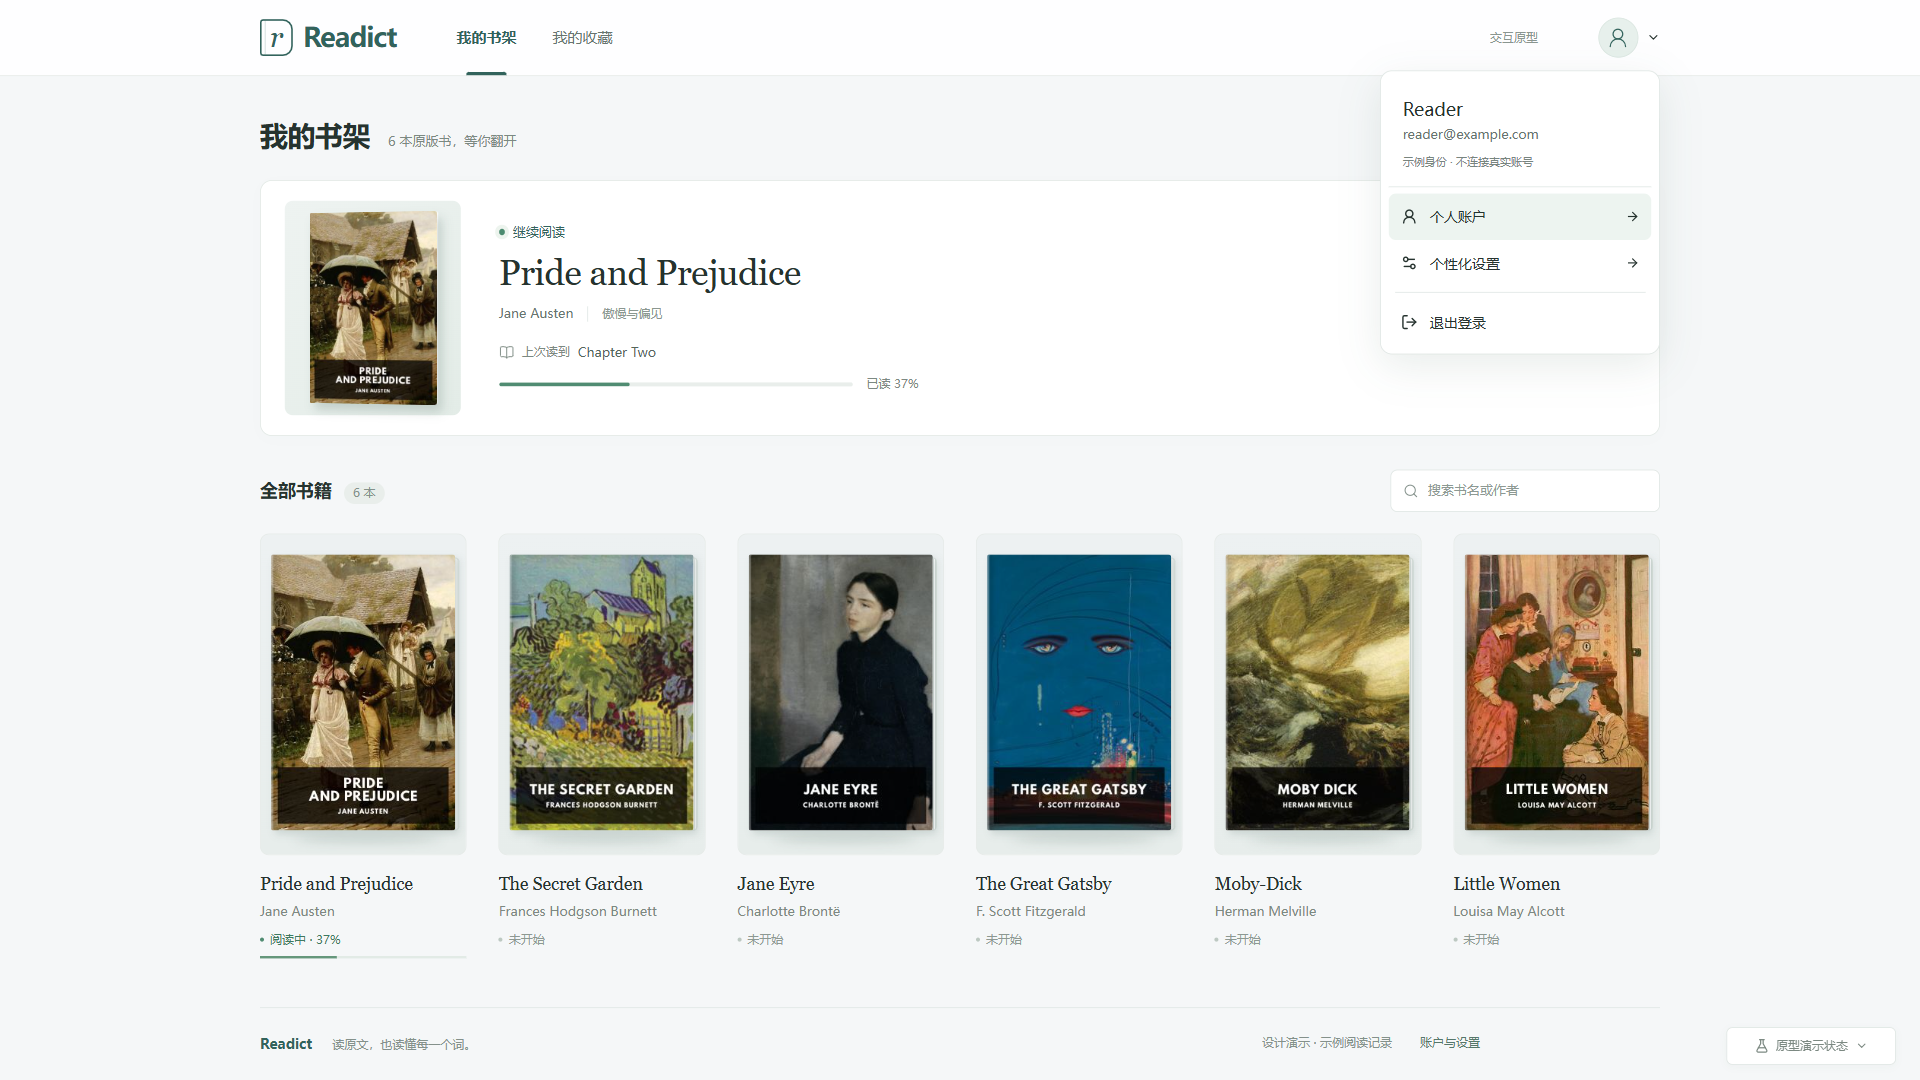 r Readict
我的书架
我的收藏
交互原型
Reader
reader@example.com
示例身份 · 不连接真实账号
个人账户
个性化设置
退出登录
我的书架
6 本原版书，等你翻开
PRIDE
AND PREJUDICE
JANE AUSTEN
继续阅读
Pride and Prejudice
Jane Austen
傲慢与偏见
上次读到 Chapter Two
已读 37%
全部书籍
6 本
搜索书名或作者
PRIDE
AND PREJUDICE
JANE AUSTEN
THE SECRET GARDEN
FRANCES HODGSON BURNETT
JANE EYRE
CHARLOTTE BRONTË
THE GREAT GATSBY
F. SCOTT FITZGERALD
MOBY DICK
HERMAN MELVILLE
LITTLE WOMEN
LOUISA MAY ALCOTT
Pride and Prejudice
Jane Austen
阅读中 · 37%
The Secret Garden
Frances Hodgson Burnett
未开始
Jane Eyre
Charlotte Brontë
未开始
The Great Gatsby
F. Scott Fitzgerald
未开始
Moby-Dick
Herman Melville
未开始
Little Women
Louisa May Alcott
未开始
Readict
读原文，也读懂每一个词。
设计演示 · 示例阅读记录
账户与设置
原型演示状态